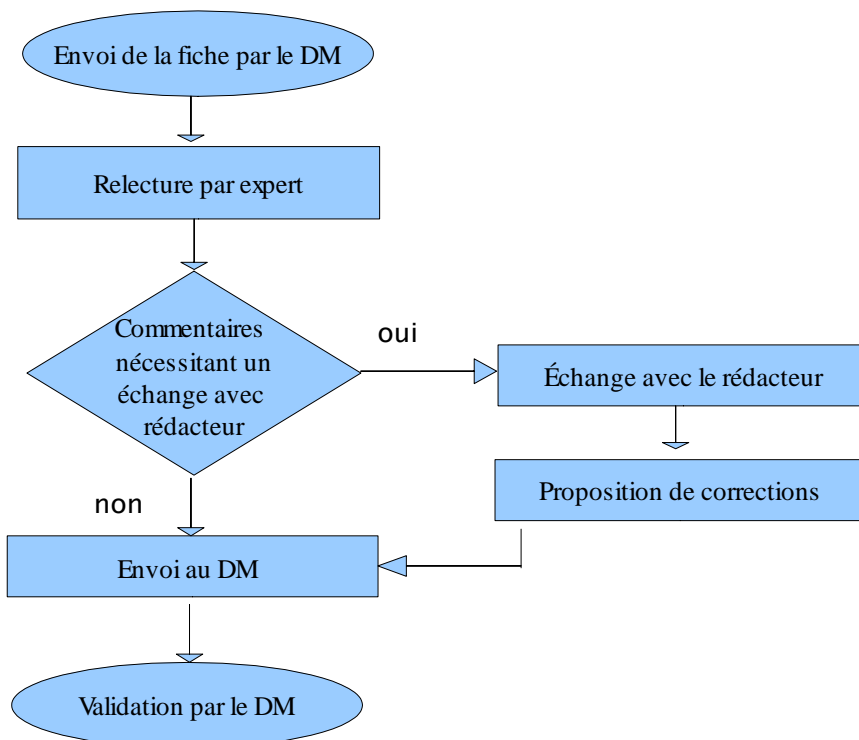 Envoi de la fiche par le DM
Relecture par expert
Commentaires
nécessitant un
échange avec
rédacteur
oui
Échange avec le rédacteur
Proposition de corrections
non
Envoi au DM
Validation par le DM